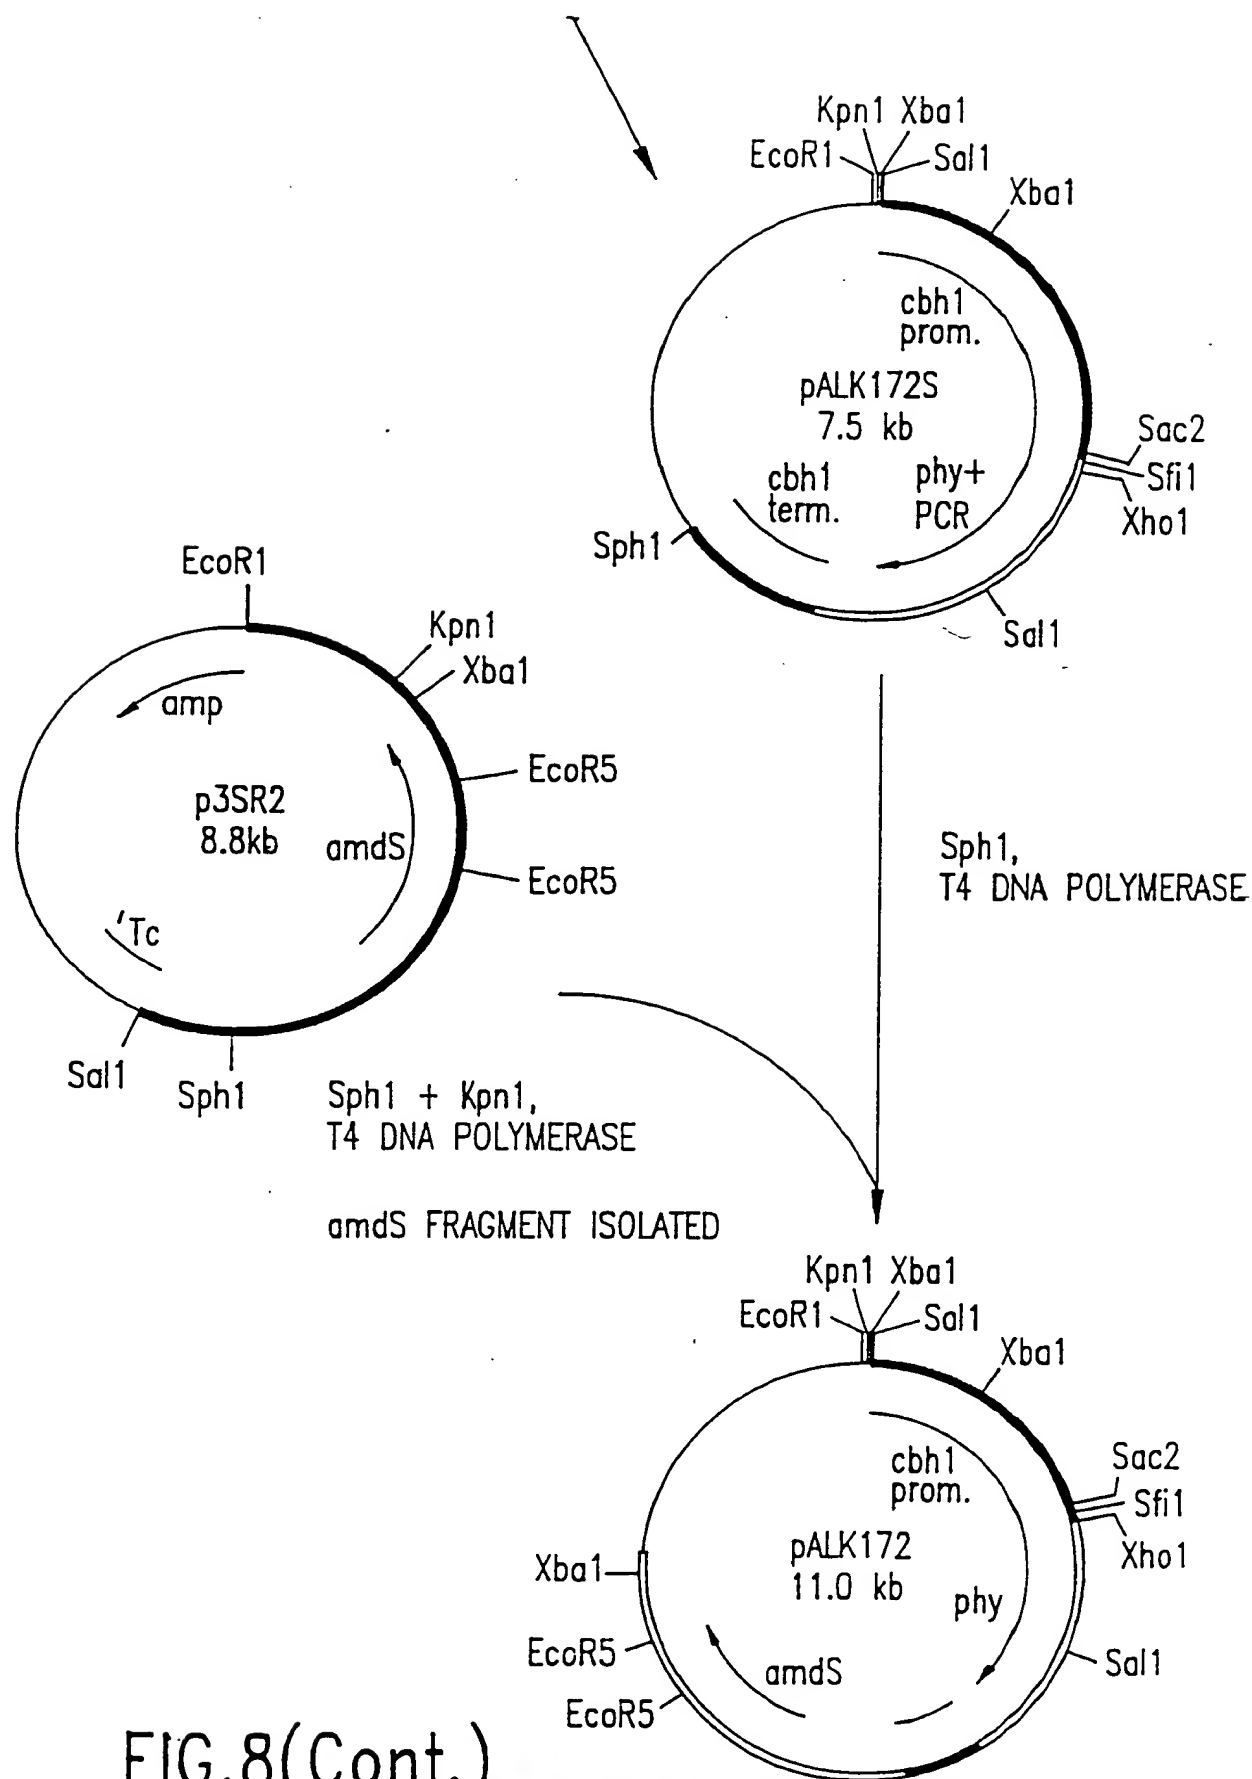 Kpn1 Xba1
EcoR1 Sal1
Xba1
cbh1
prom.
pALK172S
7.5 kb
Sac2
Sfi1
Xho1
cbh1
term.
phy+
PCR
Sph1
Sal1
EcoR1
Kpn1
Xba1
amp
EcoR5
p3SR2
8.8kb
amdS
EcoR5
'Tc
Sal1
Sph1
Sph1,
T4 DNA POLYMERASE
Sph1 + Kpn1,
T4 DNA POLYMERASE
amdS FRAGMENT ISOLATED
Kpn1 Xba1
EcoR1 Sal1
Xba1
cbh1
prom.
Sac2
Sfi1
Xho1
pALK172
11.0 kb
Xba1
phy
EcoR5
amdS
Sal1
EcoR5
FIG.8(Cont.)